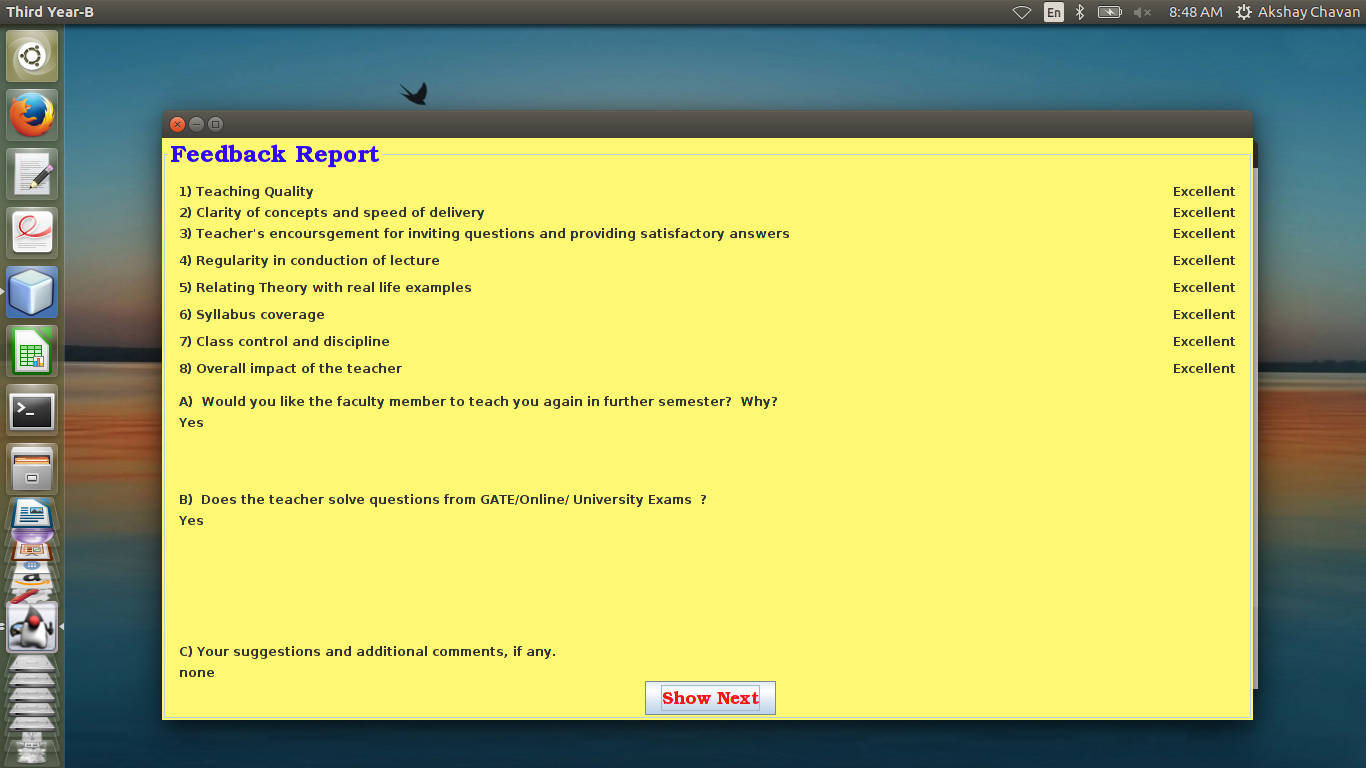 Third Year-B En 8:48 AM Akshay Chavan
Feedback Report
1) Teaching Quality Excellent
2) Clarity of concepts and speed of delivery Excellent
3) Teacher's encoursgement for inviting questions and providing satisfactory answers Excellent
4) Regularity in conduction of lecture Excellent
5) Relating Theory with real life examples Excellent
6) Syllabus coverage Excellent
7) Class control and discipline Excellent
8) Overall impact of the teacher Excellent
A)  Would you like the faculty member to teach you again in further semester?  Why?
Yes
B)  Does the teacher solve questions from GATE/Online/ University Exams  ?
Yes
C) Your suggestions and additional comments, if any.
none
Show Next